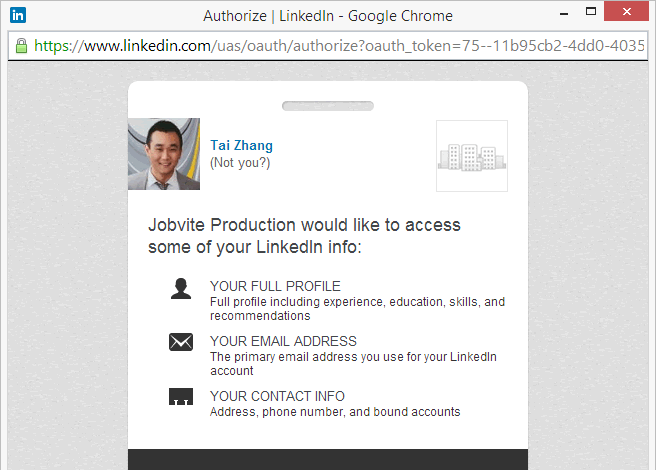 in
Authorize | LinkedIn - Google Chrome
https://www.linkedin.com/uas/oauth/authorize?oauth_token=75--11b95cb2-4dd0-4035
Tai Zhang
(Not you?)
Jobvite Production would like to access
some of your LinkedIn info:
YOUR FULL PROFILE
Full profile including experience, education, skills, and
recommendations
YOUR EMAIL ADDRESS
The primary email address you use for your LinkedIn
account
YOUR CONTACT INFO
Address, phone number, and bound accounts